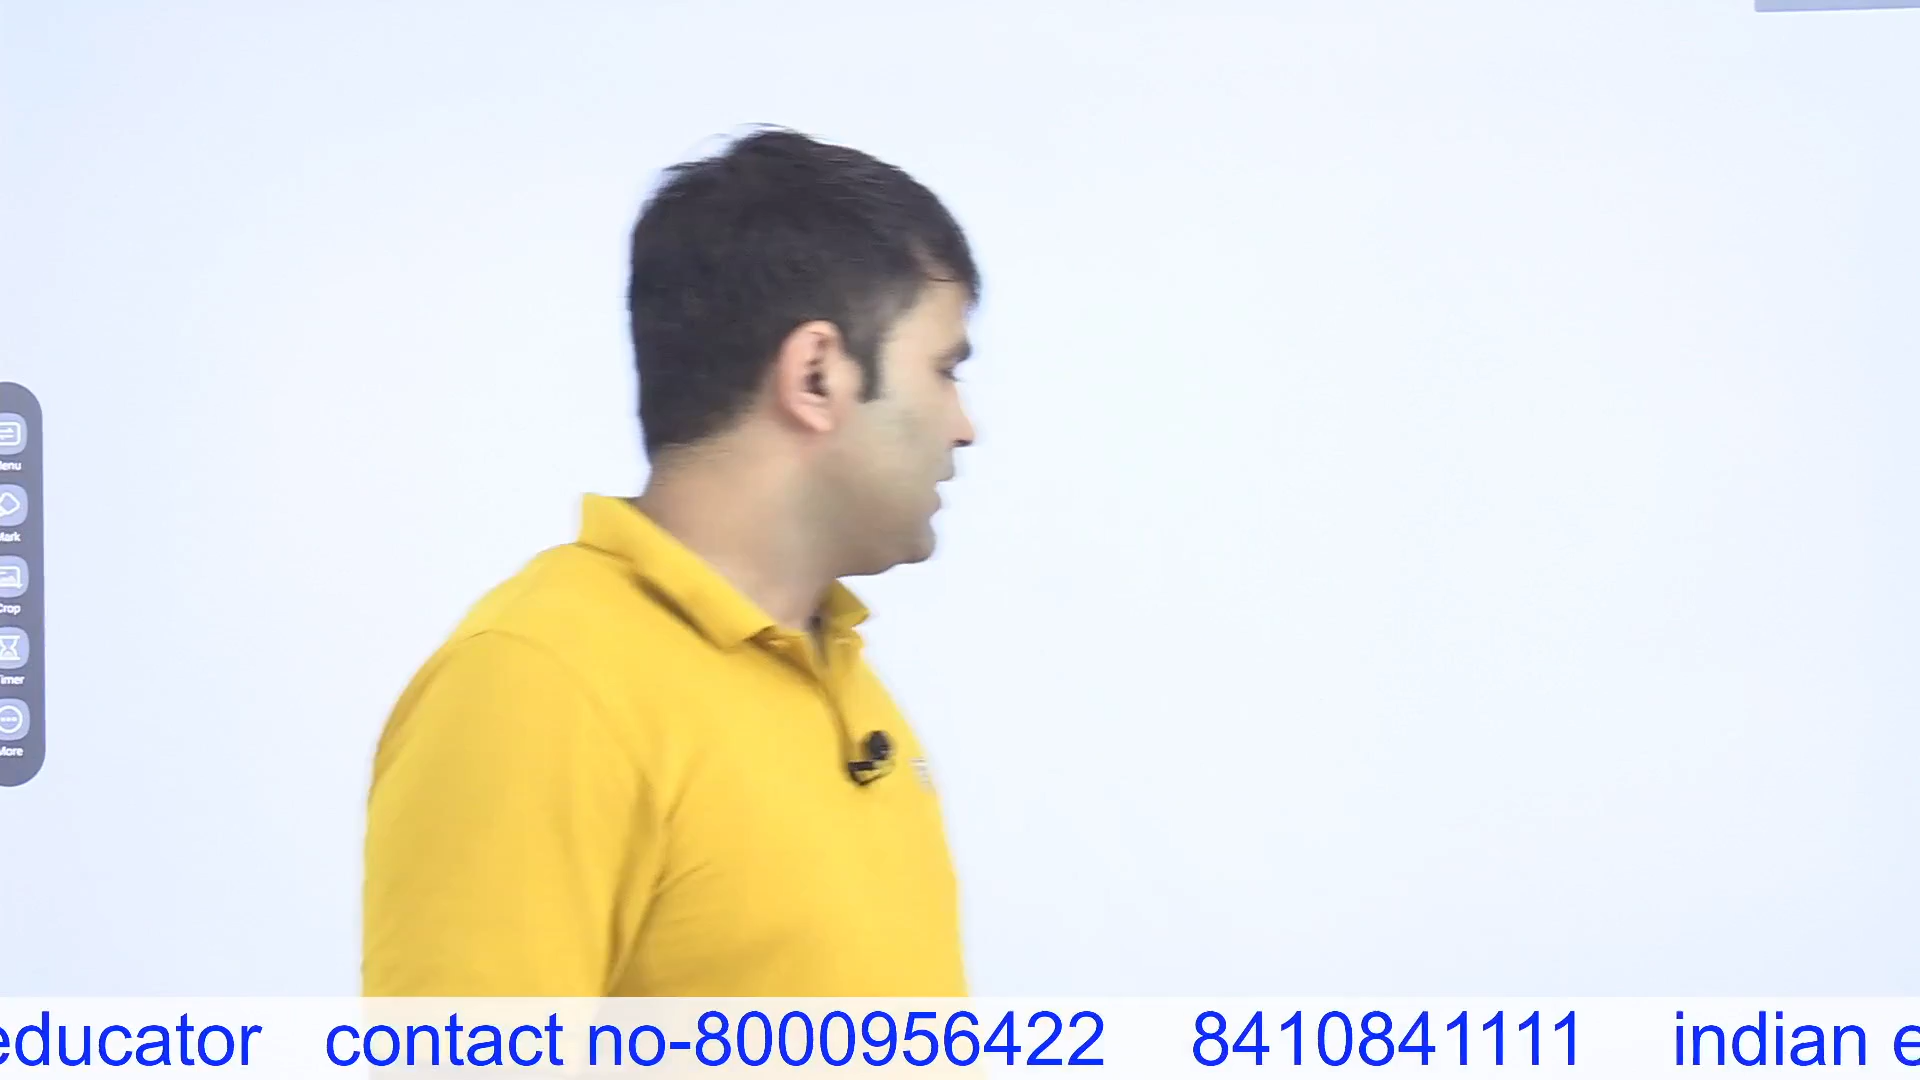 Menu
Mark
Crop
Timer
More
educator contact no-8000956422 8410841111 indian e